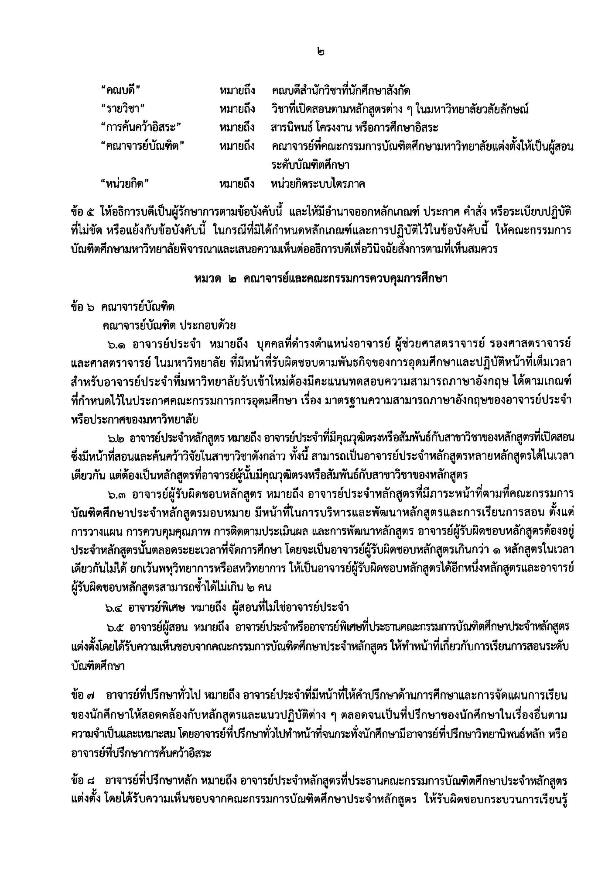 ๒
“คณบดี” หมายถึง คณบดีสำนักวิชาที่นักศึกษาสังกัด
“รายวิชา” หมายถึง วิชาที่เปิดสอนตามหลักสูตรต่าง ๆ ในมหาวิทยาลัยวลัยลักษณ์
“การค้นคว้าอิสระ” หมายถึง สารนิพนธ์ โครงงาน หรือการศึกษาอิสระ
“คณาจารย์บัณฑิต” หมายถึง คณาจารย์ที่คณะกรรมการบัณฑิตศึกษามหาวิทยาลัยแต่งตั้งให้เป็นผู้สอน
ระดับบัณฑิตศึกษา
“หน่วยกิต” หมายถึง หน่วยกิตระบบไตรภาค
ข้อ ๕ ให้อธิการบดีเป็นผู้รักษาการตามข้อบังคับนี้ และให้มีอำนาจออกหลักเกณฑ์ ประกาศ คำสั่ง หรือระเบียบปฏิบัติ
ที่ไม่ขัด หรือแย้งกับข้อบังคับนี้ ในกรณีที่มิได้กำหนดหลักเกณฑ์และการปฏิบัติไว้ในข้อบังคับนี้ ให้คณะกรรมการ
บัณฑิตศึกษามหาวิทยาลัยพิจารณาและเสนอความเห็นต่ออธิการบดีเพื่อวินิจฉัยสั่งการตามที่เห็นสมควร
หมวด ๒ คณาจารย์และคณะกรรมการควบคุมการศึกษา
ข้อ ๖ คณาจารย์บัณฑิต
คณาจารย์บัณฑิต ประกอบด้วย
๖.๑ อาจารย์ประจำ หมายถึง บุคคลที่ดำรงตำแหน่งอาจารย์ ผู้ช่วยศาสตราจารย์ รองศาสตราจารย์
และศาสตราจารย์ ในมหาวิทยาลัย ที่มีหน้าที่รับผิดชอบตามพันธกิจของการอุดมศึกษาและปฏิบัติหน้าที่เต็มเวลา
สำหรับอาจารย์ประจำที่มหาวิทยาลัยรับเข้าใหม่ต้องมีคะแนนทดสอบความสามารถภาษาอังกฤษ ได้ตามเกณฑ์
ที่กำหนดไว้ในประกาศคณะกรรมการการอุดมศึกษา เรื่อง มาตรฐานความสามารถภาษาอังกฤษของอาจารย์ประจำ
หรือประกาศของมหาวิทยาลัย
๖.๒ อาจารย์ประจำหลักสูตร หมายถึง อาจารย์ประจำที่มีคุณวุฒิตรงหรือสัมพันธ์กับสาขาวิชาของหลักสูตรที่เปิดสอน
ซึ่งมีหน้าที่สอนและค้นคว้าวิจัยในสาขาวิชาดังกล่าว ทั้งนี้ สามารถเป็นอาจารย์ประจำหลักสูตรหลายหลักสูตรได้ในเวลา
เดียวกัน แต่ต้องเป็นหลักสูตรที่อาจารย์ผู้นั้นมีคุณวุฒิตรงหรือสัมพันธ์กับสาขาวิชาของหลักสูตร
๖.๓ อาจารย์ผู้รับผิดชอบหลักสูตร หมายถึง อาจารย์ประจำหลักสูตรที่มีภาระหน้าที่ตามที่คณะกรรมการ
บัณฑิตศึกษาประจำหลักสูตรมอบหมาย มีหน้าที่ในการบริหารและพัฒนาหลักสูตรและการเรียนการสอน ตั้งแต่
การวางแผน การควบคุมคุณภาพ การติดตามประเมินผล และการพัฒนาหลักสูตร อาจารย์ผู้รับผิดชอบหลักสูตรต้องอยู่
ประจำหลักสูตรนั้นตลอดระยะเวลาที่จัดการศึกษา โดยจะเป็นอาจารย์ผู้รับผิดชอบหลักสูตรเกินกว่า ๑ หลักสูตรในเวลา
เดียวกันไม่ได้ ยกเว้นพหุวิทยาการหรือสหวิทยาการ ให้เป็นอาจารย์ผู้รับผิดชอบหลักสูตรได้อีกหนึ่งหลักสูตรและอาจารย์
ผู้รับผิดชอบหลักสูตรสามารถซ้ำได้ไม่เกิน ๒ คน
๖.๔ อาจารย์พิเศษ หมายถึง ผู้สอนที่ไม่ใช่อาจารย์ประจำ
๖.๕ อาจารย์ผู้สอน หมายถึง อาจารย์ประจำหรืออาจารย์พิเศษที่ประธานคณะกรรมการบัณฑิตศึกษาประจำหลักสูตร
แต่งตั้งโดยได้รับความเห็นชอบจากคณะกรรมการบัณฑิตศึกษาประจำหลักสูตร ให้ทำหน้าที่เกี่ยวกับการเรียนการสอนระดับ
บัณฑิตศึกษา
ข้อ ๗ อาจารย์ที่ปรึกษาทั่วไป หมายถึง อาจารย์ประจำที่มีหน้าที่ให้คำปรึกษาด้านการศึกษาและการจัดแผนการเรียน
ของนักศึกษาให้สอดคล้องกับหลักสูตรและแนวปฏิบัติต่าง ๆ ตลอดจนเป็นที่ปรึกษาของนักศึกษาในเรื่องอื่นตาม
ความจำเป็นและเหมาะสม โดยอาจารย์ที่ปรึกษาทั่วไปทำหน้าที่จนกระทั่งนักศึกษามีอาจารย์ที่ปรึกษาวิทยานิพนธ์หลัก หรือ
อาจารย์ที่ปรึกษาการค้นคว้าอิสระ
ข้อ ๘ อาจารย์ที่ปรึกษาหลัก หมายถึง อาจารย์ประจำหลักสูตรที่ประธานคณะกรรมการบัณฑิตศึกษาประจำหลักสูตร
แต่งตั้ง โดยได้รับความเห็นชอบจากคณะกรรมการบัณฑิตศึกษาประจำหลักสูตร ให้รับผิดชอบกระบวนการเรียนรู้